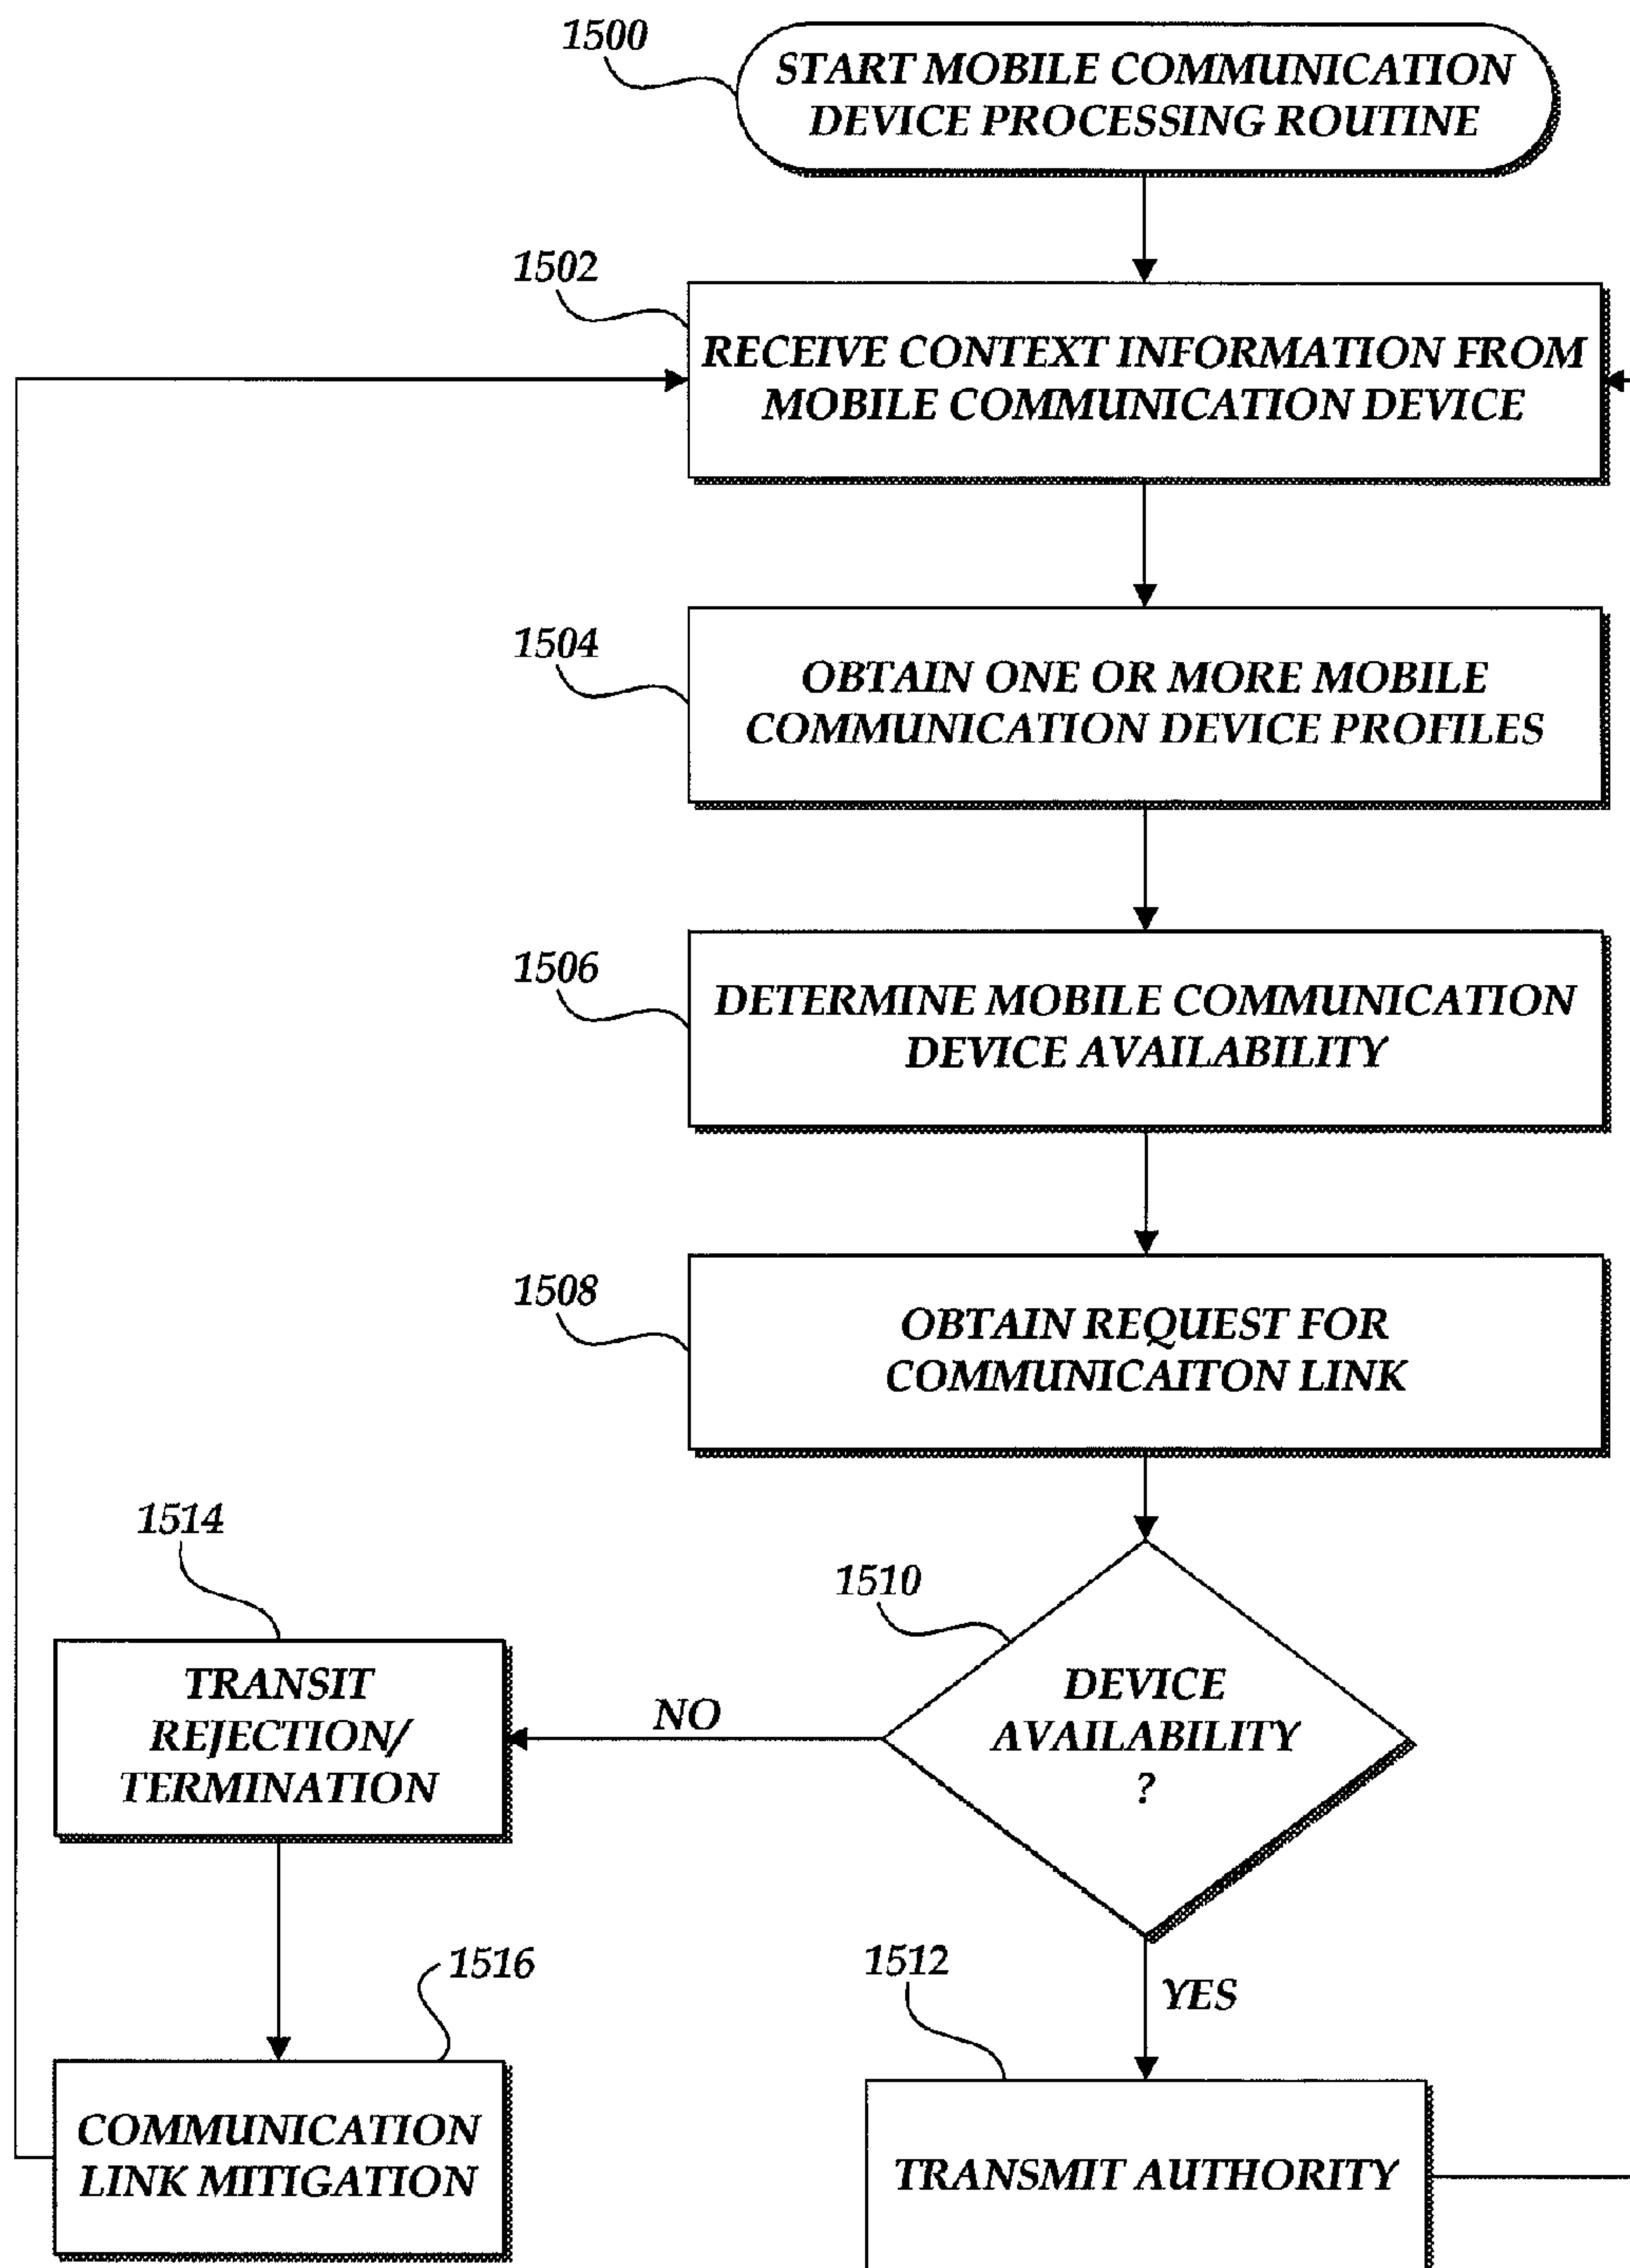 1500
START MOBILE COMMUNICATION
DEVICE PROCESSING ROUTINE
1502
RECEIVE CONTEXT INFORMATION FROM
MOBILE COMMUNICATION DEVICE
1504
OBTAIN ONE OR MORE MOBILE
COMMUNICATION DEVICE PROFILES
1506
DETERMINE MOBILE COMMUNICATION
DEVICE AVAILABILITY
1508
OBTAIN REQUEST FOR
COMMUNICAITON LINK
1510
DEVICE
AVAILABILITY
?
NO
1514
TRANSIT
REJECTION/
TERMINATION
YES
1512
TRANSMIT AUTHORITY
1516
COMMUNICATION
LINK MITIGATION